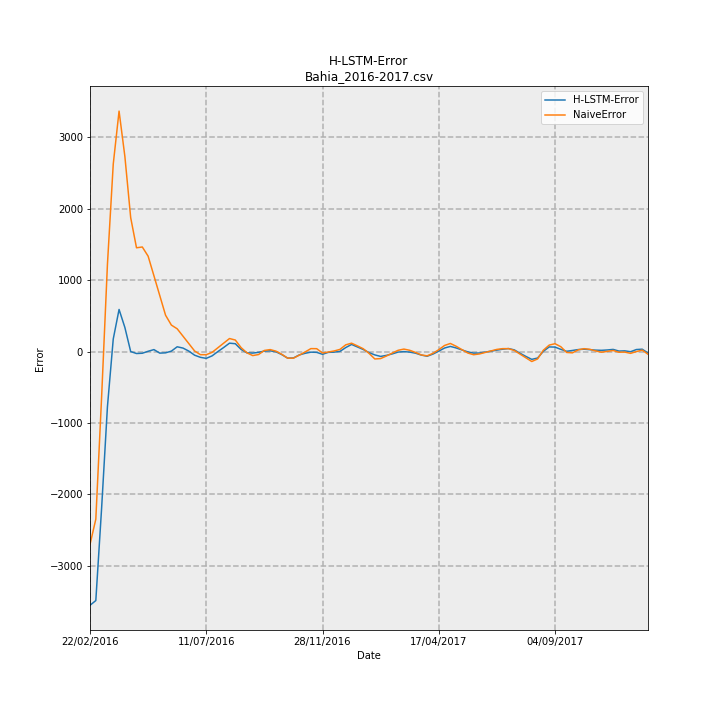 H-LSTM-Error
Bahia_2016-2017.csv
H-LSTM-Error
NaiveError
3000
2000
1000
0
−1000
−2000
−3000
Error
22/02/2016
11/07/2016
28/11/2016
17/04/2017
04/09/2017
Date